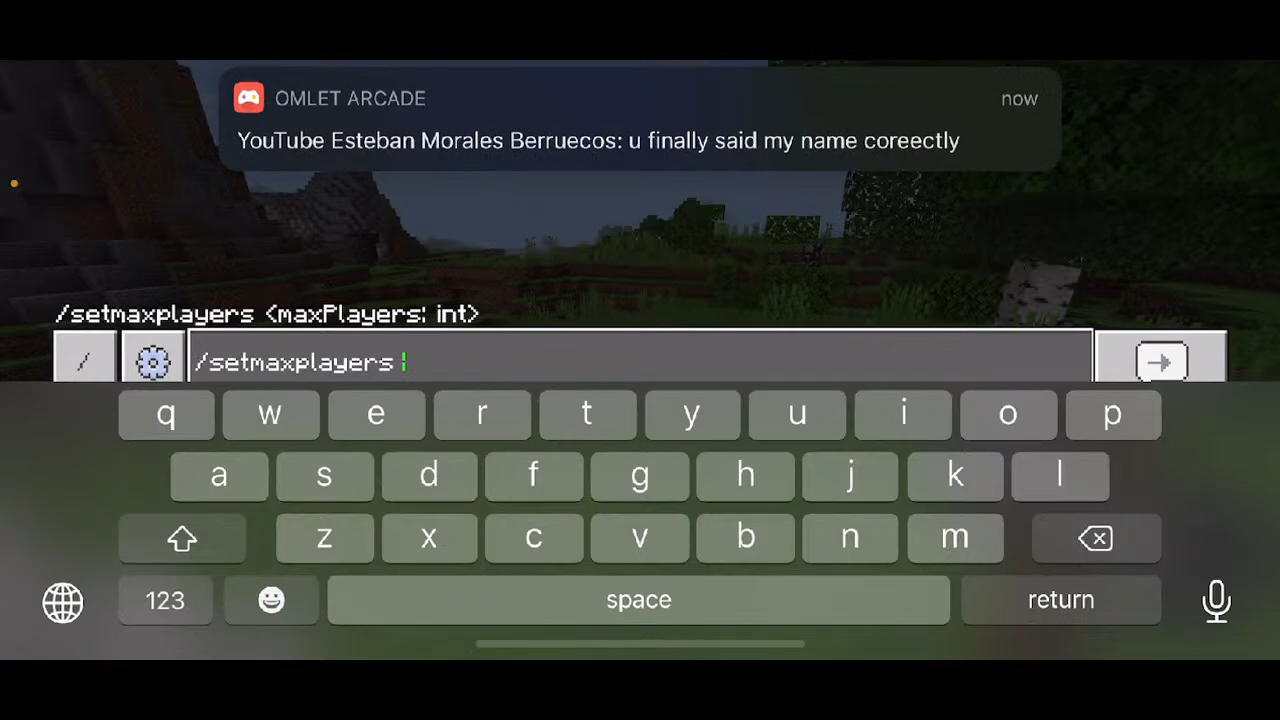 OMLET ARCADE
now
YouTube Esteban Morales Berruecos: u finally said my name coreectly
/setmaxplayers <maxPlayers: int>
/
/setmaxplayers
q w e r t y u i o p
a s d f g h j k l
z x c v b n m
123
space
return